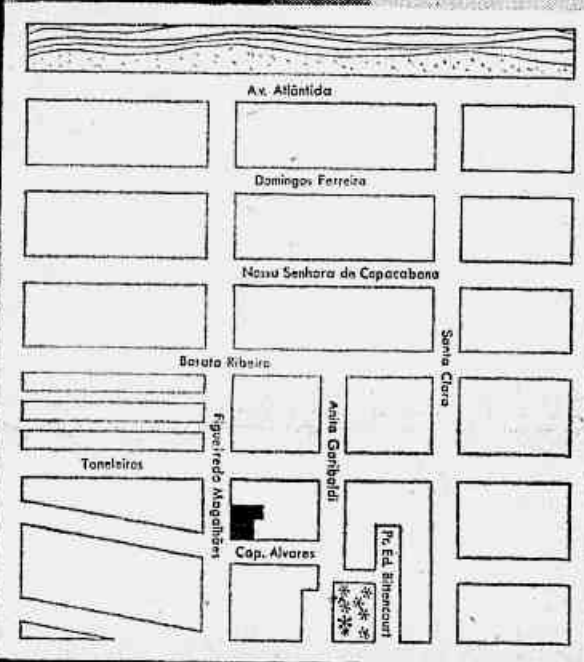 Av. Atlântida
Domingos Ferreira
Nossa Senhora de Copacabana
Barata Ribeiro
Santa Clara
Toneleiros
Figueiredo Magalhães
Anita Garibaldi
Cap. Alvares
Pr. Ed. Bittencourt